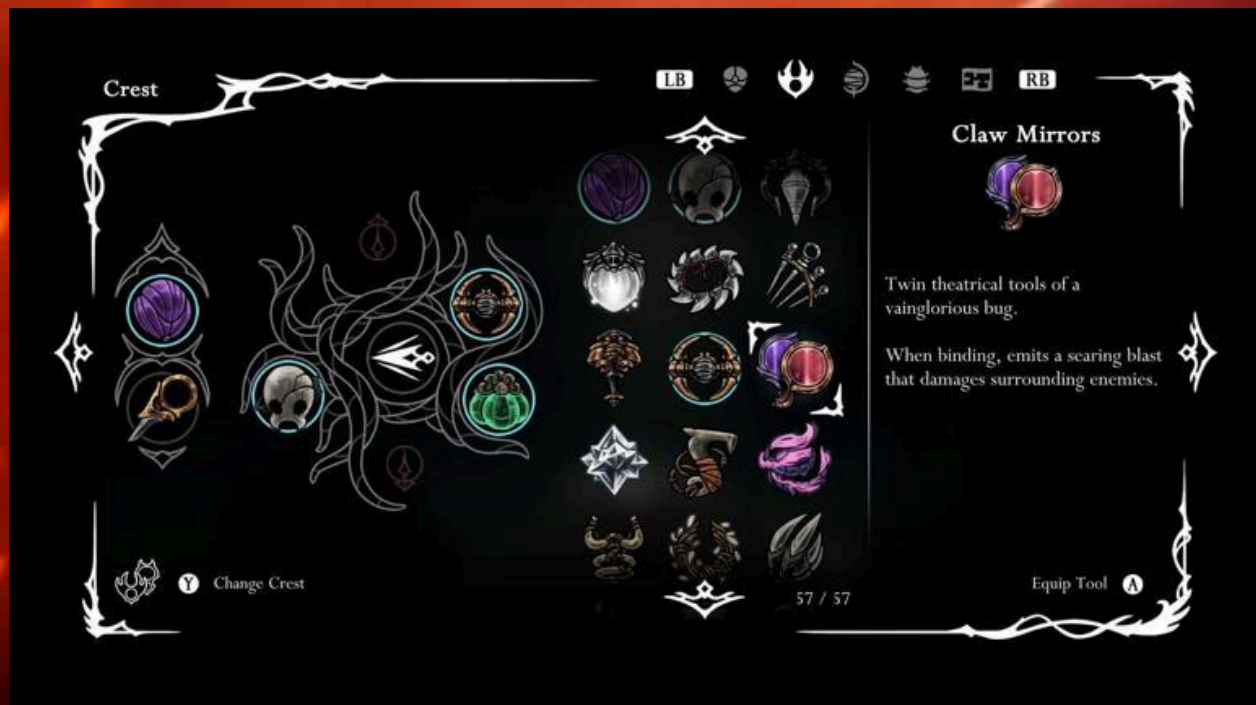 Crest
LB
RB
Claw Mirrors
Twin theatrical tools of a
vainglorious bug.
When binding, emits a searing blast
that damages surrounding enemies.
Y Change Crest
57 / 57
Equip Tool A